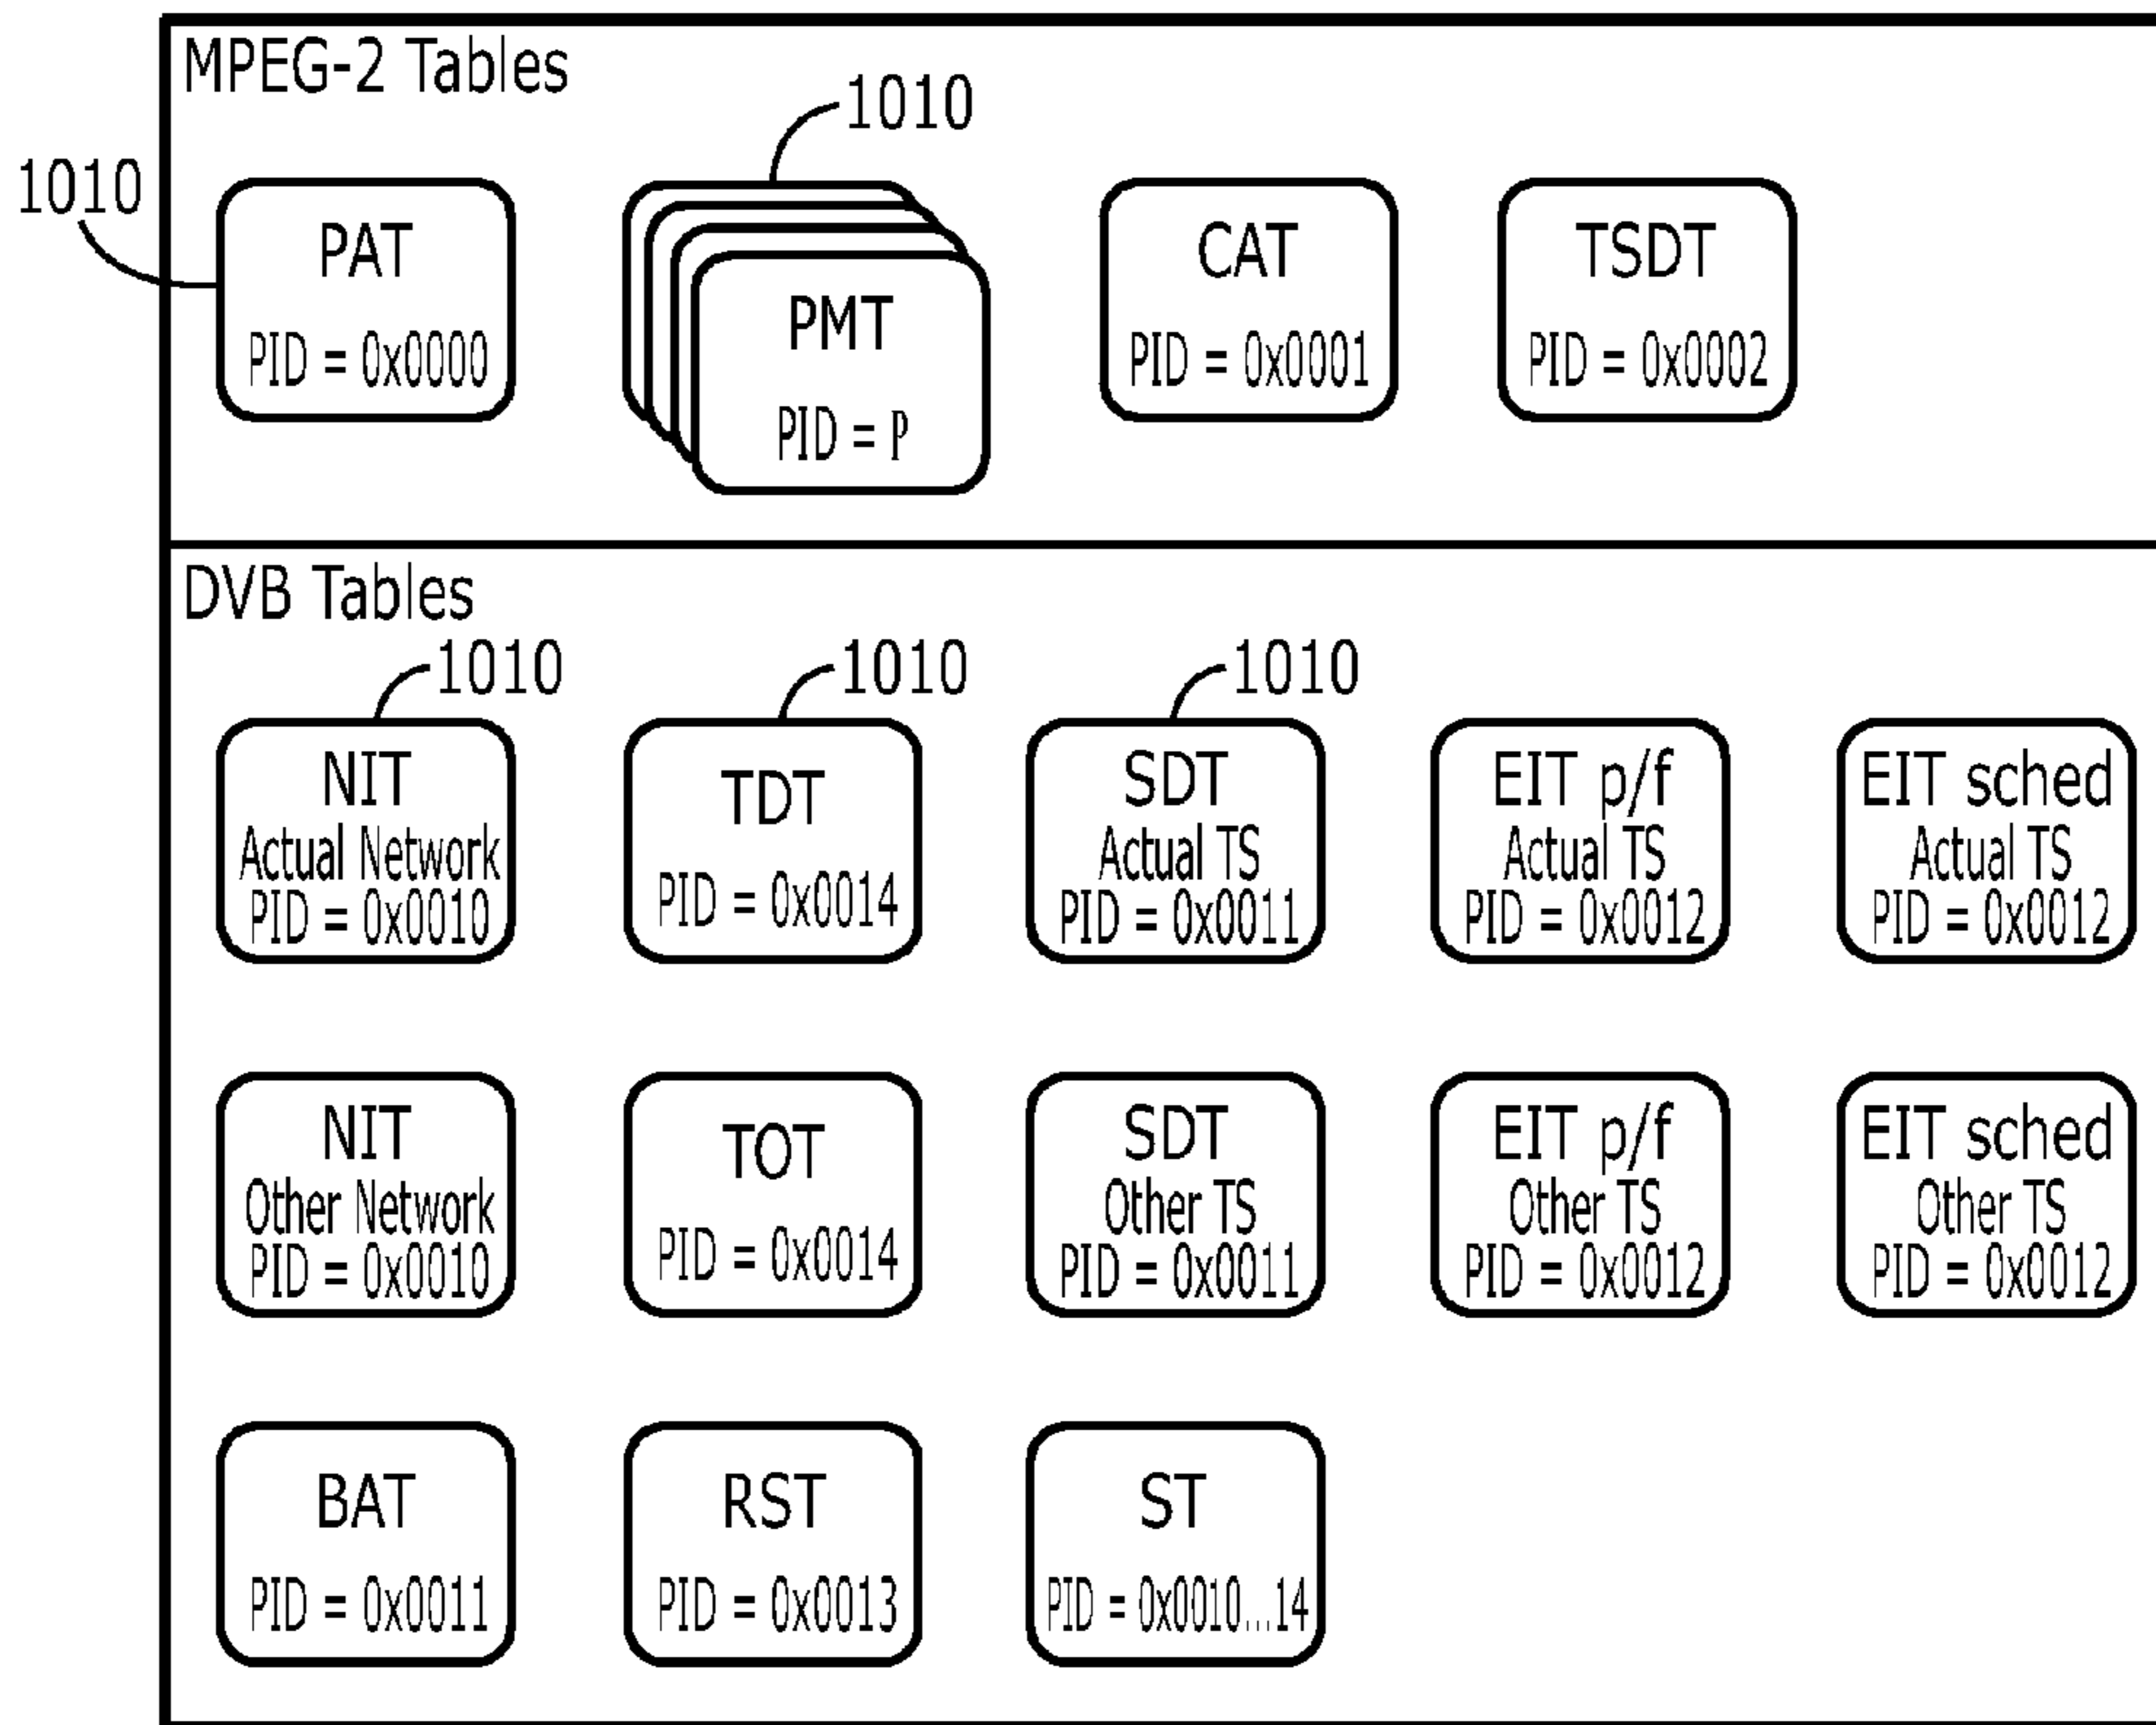 MPEG-2 Tables
1010
1010
PAT
PID = 0x0000
PMT
PID = P
CAT
PID = 0x0001
TSDT
PID = 0x0002
DVB Tables
1010
1010
1010
NIT
Actual Network
PID = 0x0010
TDT
PID = 0x0014
SDT
Actual TS
PID = 0x0011
EIT p/f
Actual TS
PID = 0x0012
EIT sched
Actual TS
PID = 0x0012
NIT
Other Network
PID = 0x0010
TOT
PID = 0x0014
SDT
Other TS
PID = 0x0011
EIT p/f
Other TS
PID = 0x0012
EIT sched
Other TS
PID = 0x0012
BAT
PID = 0x0011
RST
PID = 0x0013
ST
PID = 0x0010...14